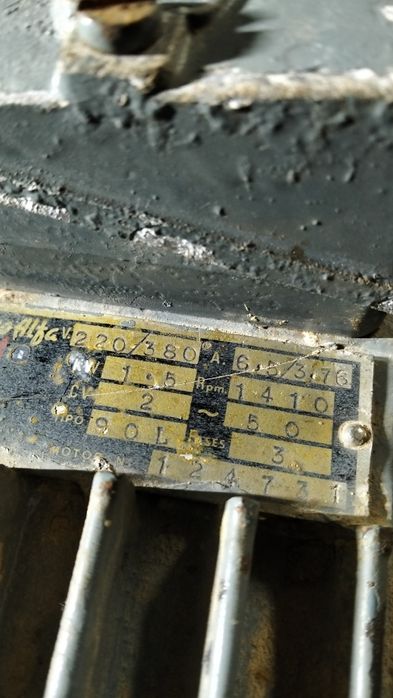 Alfa V. 220/380 A 6.5/3.76
KW 1.5 Rpm 1410
CV 2 ~ 50
TIPO 90L FASES 3
MOTOR N 124731